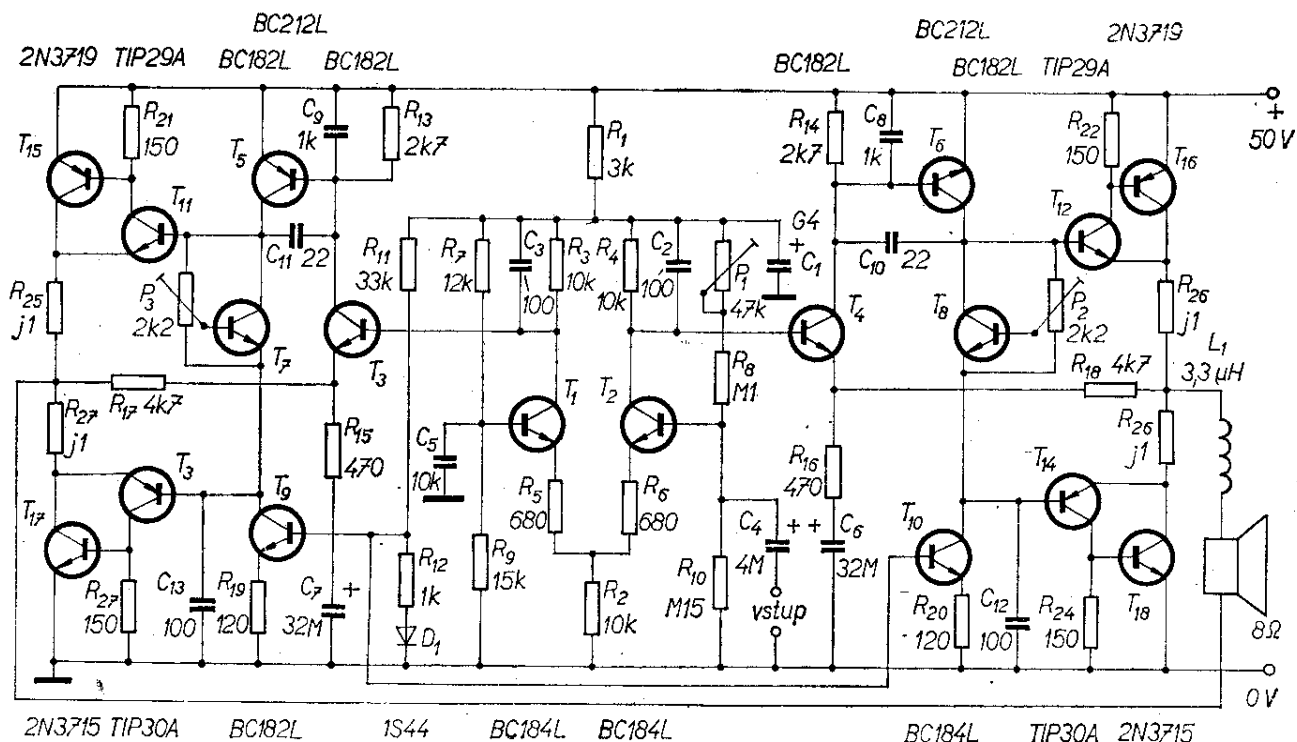 BC212L
BC212L
2N3719 TIP29A BC182L BC182L
BC182L
BC182L TIP29A 2N3719
T15
R21
150
T5
C9
1k
R13
2k7
R1
3k
R14
2k7
C8
1k
T6
R22
150
T16
+
50V
T11
C11 22
R11
33k
R7
12k
C3
100
R3
10k
R4
10k
C2
100
P1
47k
G4
+
C1
C10 22
T12
R25
j1
P3
2k2
T7
T3
T4
T8
P2
2k2
R26
j1
L1
3,3 µH
R17 4k7
R18 4k7
R27
j1
R15
470
C5
10k
T1
T2
R8
M1
R16
470
R26
j1
T17
T3
T9
R5
680
R6
680
T14
T10
R27
150
C13
100
R19
120
C7
32M
+
R12
1k
D1
R9
15k
R2
10k
R10
M15
C4
4M
+
+
C6
32M
vstup
R20
120
C12
100
R24
150
T18
8Ω
0V
2N3715 TIP30A BC182L 1S44 BC184L BC184L BC184L TIP30A 2N3715